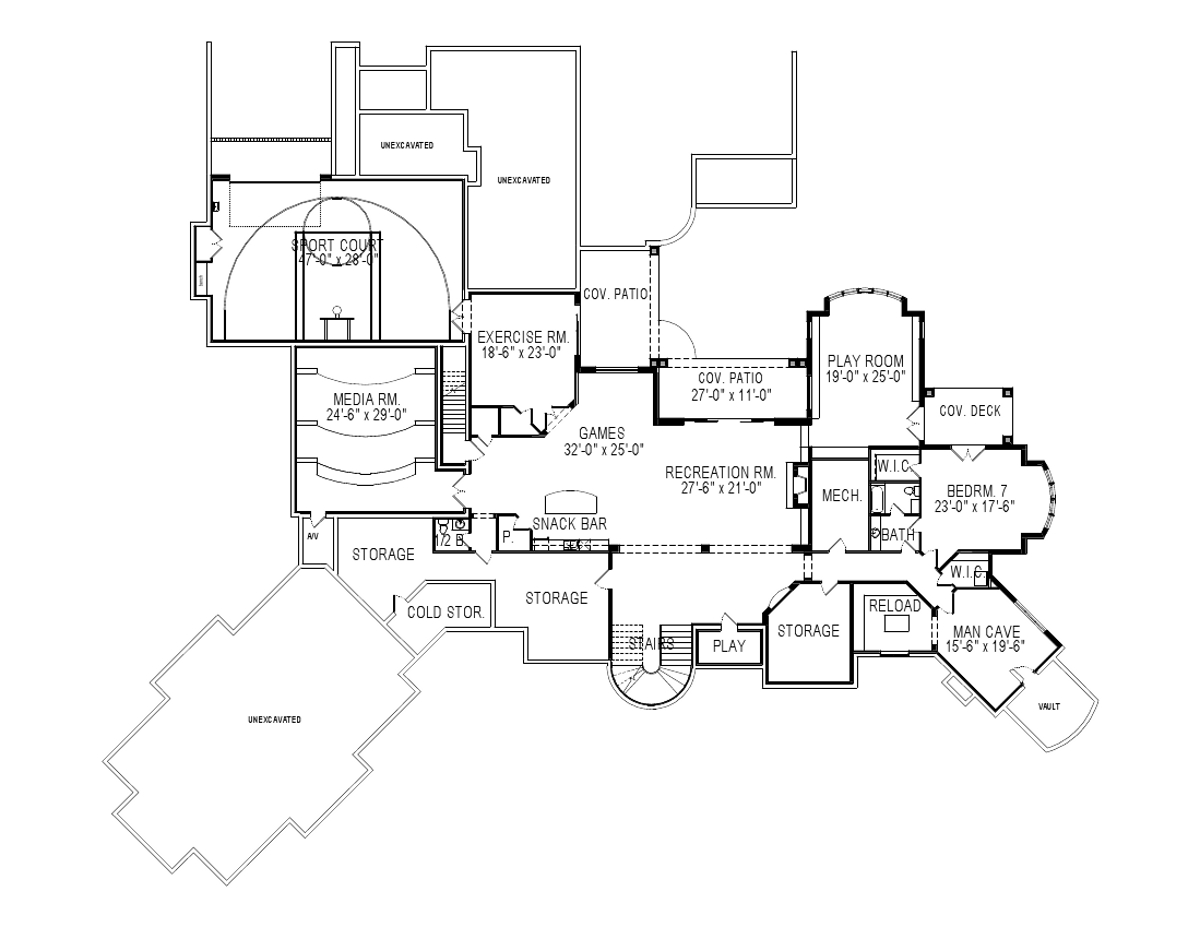 UNEXCAVATED
UNEXCAVATED
SPORT COURT
47'-0" x 28'-0"
COV. PATIO
EXERCISE RM.
18'-6" x 23'-0"
PLAY ROOM
19'-0" x 25'-0"
COV. PATIO
27'-0" x 11'-0"
MEDIA RM.
24'-6" x 29'-0"
COV. DECK
GAMES
32'-0" x 25'-0"
RECREATION RM.
27'-6" x 21'-0"
W.I.C.
MECH.
BEDRM. 7
23'-0" x 17'-6"
SNACK BAR
A/V
1/2 B
P.
BATH
STORAGE
W.I.C.
STORAGE
COLD STOR.
RELOAD
STORAGE
MAN CAVE
15'-6" x 19'-6"
STAIRS
PLAY
VAULT
UNEXCAVATED